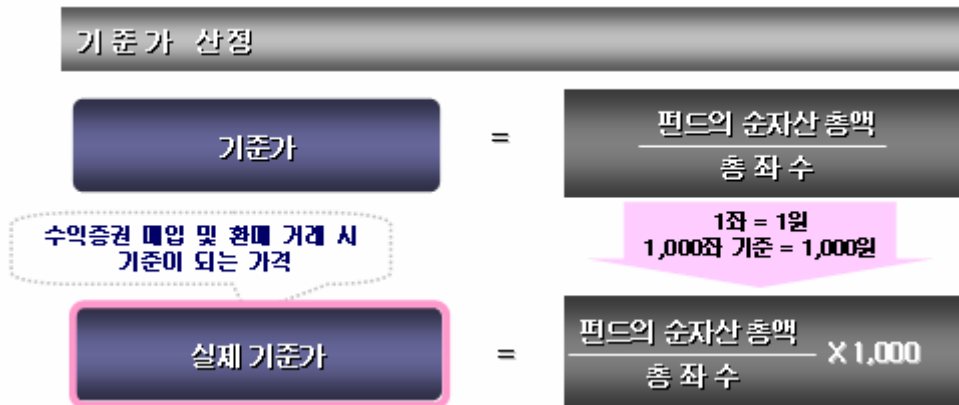 기준가 산정
기준가
=
펀드의 순자산 총액
총 좌 수
수익증권 매입 및 환매 거래 시
기준이 되는 가격
1좌 = 1원
1,000좌 기준 = 1,000원
실제 기준가
=
펀드의 순자산 총액
총 좌 수
X 1,000